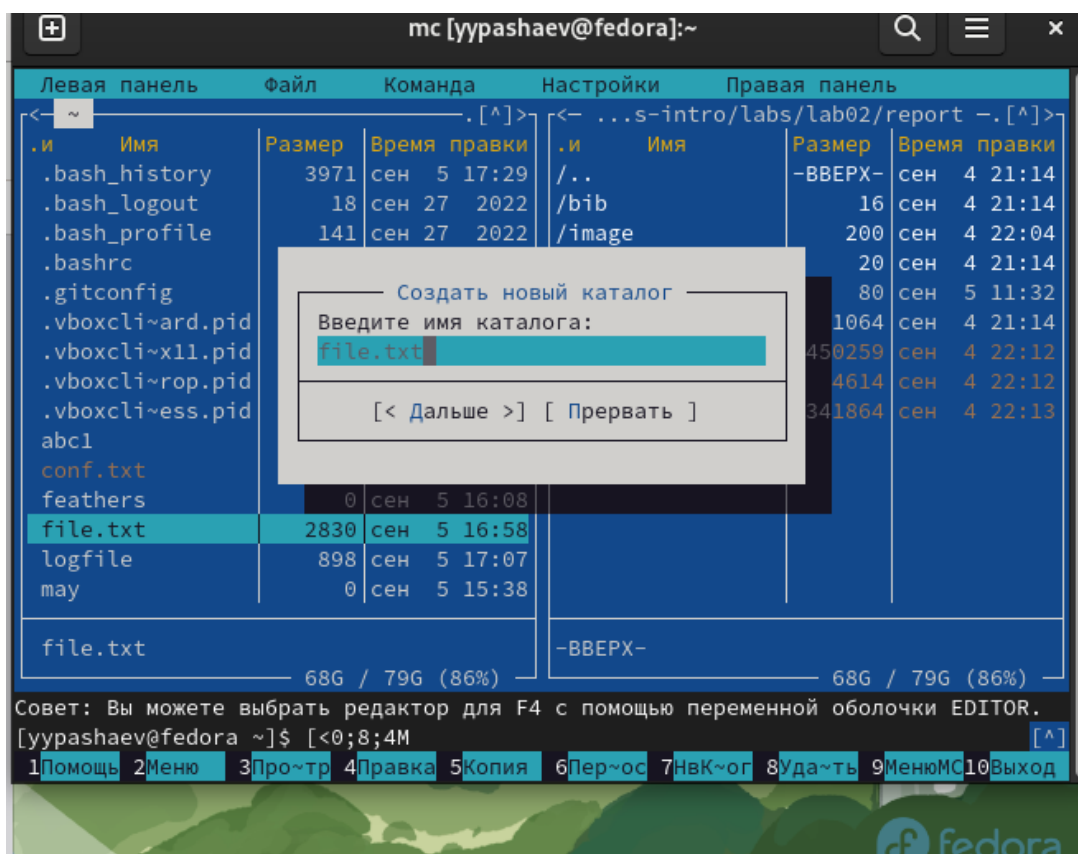 mc [yypashaev@fedora]:~
Левая панель Файл Команда Настройки Правая панель
<— ~ .[^]>
.и Имя Размер Время правки
.bash_history 3971 сен 5 17:29
.bash_logout 18 сен 27 2022
.bash_profile 141 сен 27 2022
.bashrc
.gitconfig
.vboxcli~ard.pid
.vboxcli~x11.pid
.vboxcli~rop.pid
.vboxcli~ess.pid
abc1
conf.txt
feathers 0 сен 5 16:08
file.txt 2830 сен 5 16:58
logfile 898 сен 5 17:07
may 0 сен 5 15:38
file.txt
68G / 79G (86%)
<— ...s-intro/labs/lab02/report —.[^]>
.и Имя Размер Время правки
/.. -ВВЕРХ- сен 4 21:14
/bib 16 сен 4 21:14
/image 200 сен 4 22:04
20 сен 4 21:14
80 сен 5 11:32
1064 сен 4 21:14
450259 сен 4 22:12
4614 сен 4 22:12
341864 сен 4 22:13
-ВВЕРХ-
68G / 79G (86%)
Создать новый каталог
Введите имя каталога:
file.txt
[< Дальше >] [ Прервать ]
Совет: Вы можете выбрать редактор для F4 с помощью переменной оболочки EDITOR.
[yypashaev@fedora ~]$ [<0;8;4M [^]
1Помощь 2Меню 3Про~тр 4Правка 5Копия 6Пер~ос 7НвК~ог 8Уда~ть 9МенюМС 10Выход
fedora